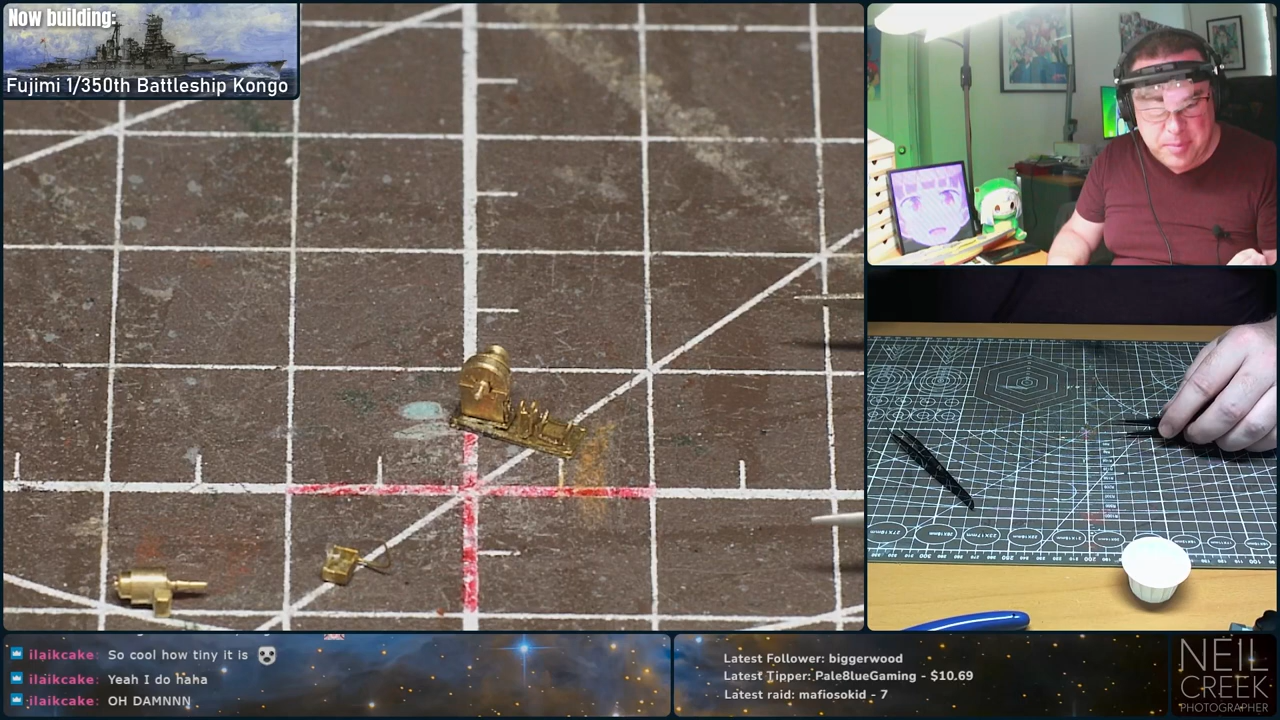 Now building:
Fujimi 1/350th Battleship Kongo
ilaikcake: So cool how tiny it is
ilaikcake: Yeah I do haha
ilaikcake: OH DAMNNN
Latest Follower: biggerwood
Latest Tipper: Pale8lueGaming - $10.69
Latest raid: mafiosokid - 7
NEIL
CREEK
PHOTOGRAPHER